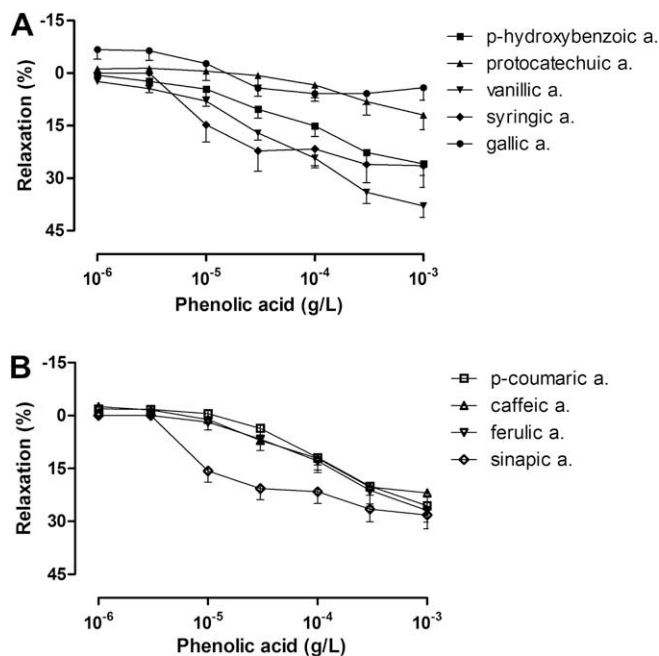 A
Relaxation (%)
-15
0
15
30
45
10-6
10-5
10-4
10-3
Phenolic acid (g/L)
p-hydroxybenzoic a.
protocatechuic a.
vanillic a.
syringic a.
gallic a.
B
Relaxation (%)
-15
0
15
30
45
10-6
10-5
10-4
10-3
Phenolic acid (g/L)
p-coumaric a.
caffeic a.
ferulic a.
sinapic a.